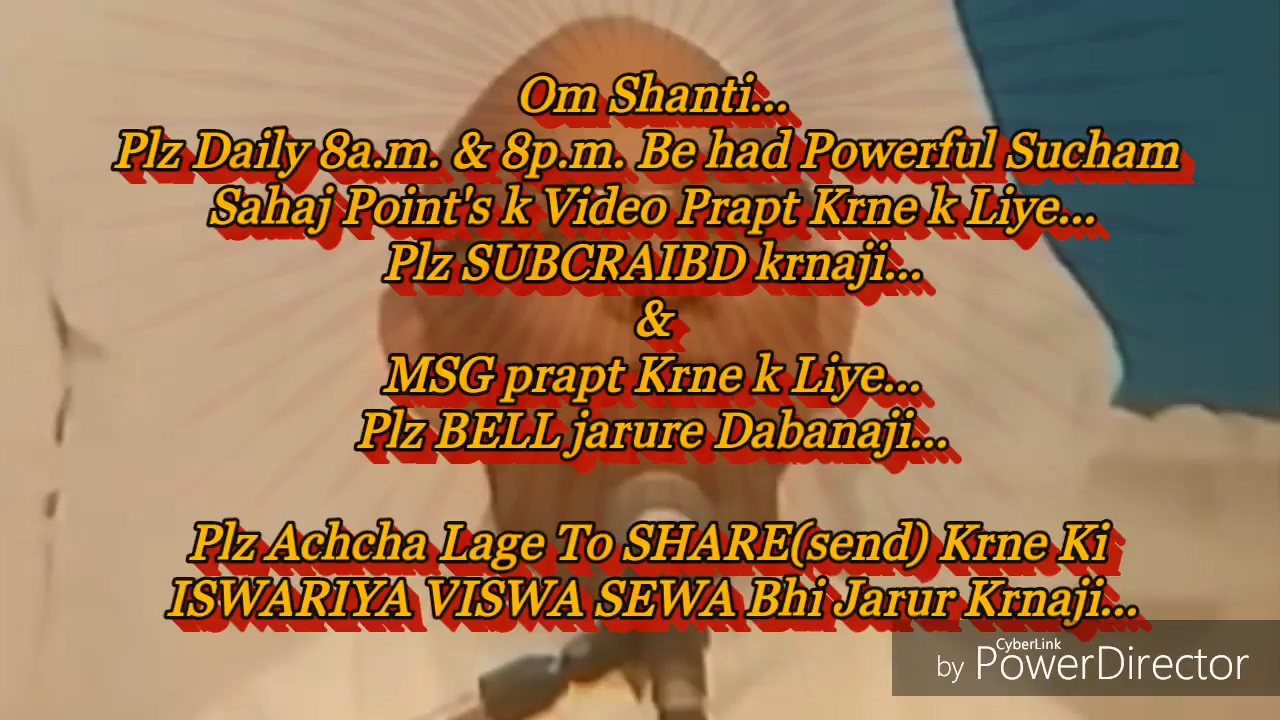 Om Shanti...
Plz Daily 8a.m. & 8p.m. Be had Powerful Sucham
Sahaj Point's k Video Prapt Krne k Liye...
Plz SUBCRAIBD krnaji...
&
MSG prapt Krne k Liye...
Plz BELL jarure Dabanaji...
Plz Achcha Lage To SHARE(send) Krne Ki
ISWARIYA VISWA SEWA Bhi Jarur Krnaji...
CyberLink
by PowerDirector